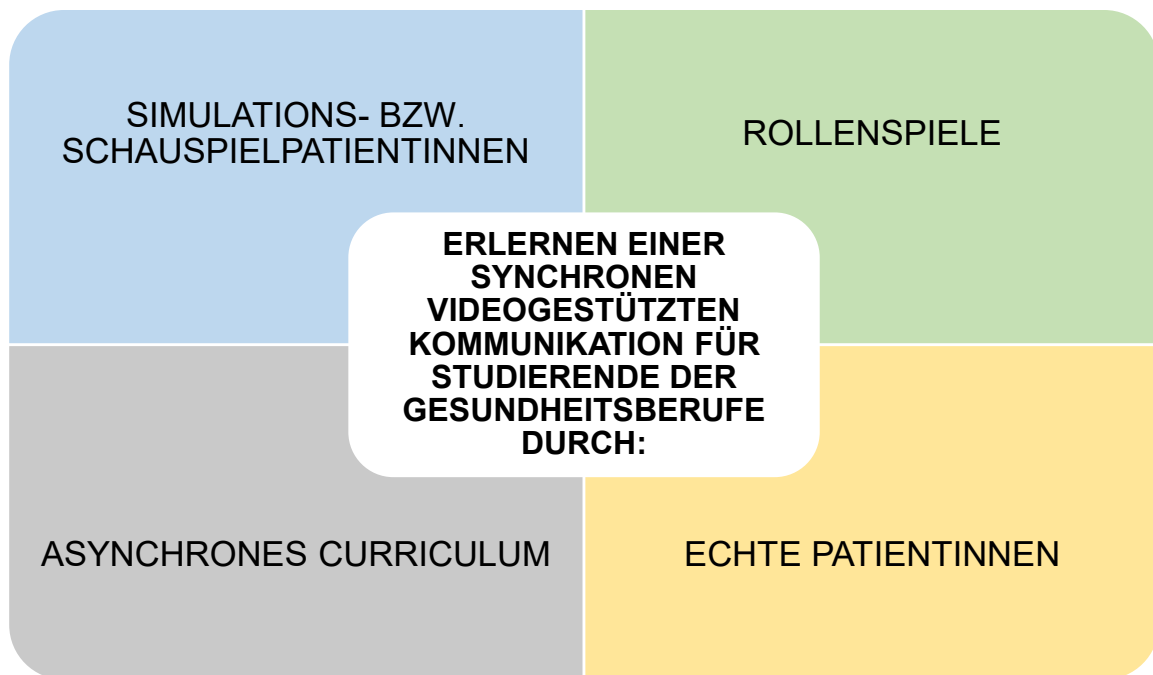 SIMULATIONS- BZW.
SCHAUSPIELPATIENTINNEN
ROLLENSPIELE
ERLERNEN EINER
SYNCHRONEN
VIDEOGESTÜTZTEN
KOMMUNIKATION FÜR
STUDIERENDE DER
GESUNDHEITSBERUFE
DURCH:
ASYNCHRONES CURRICULUM
ECHTE PATIENTINNEN